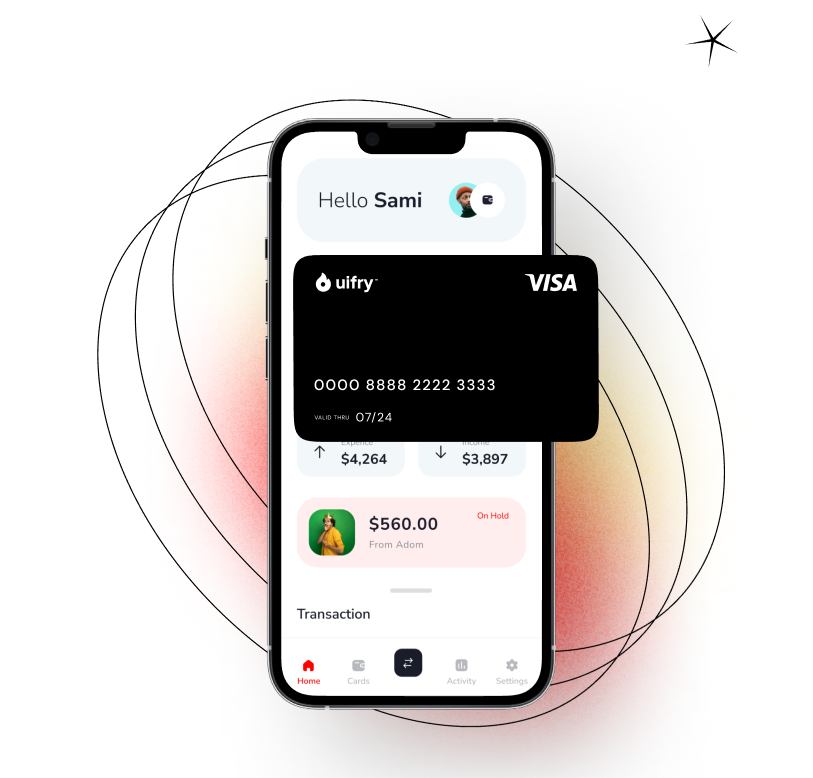 Hello Sami
uifry™
VISA
0000 8888 2222 3333
VALID THRU 07/24
Expence
$4,264
Income
$3,897
$560.00
On Hold
From Adom
Transaction
Home
Cards
Activity
Settings